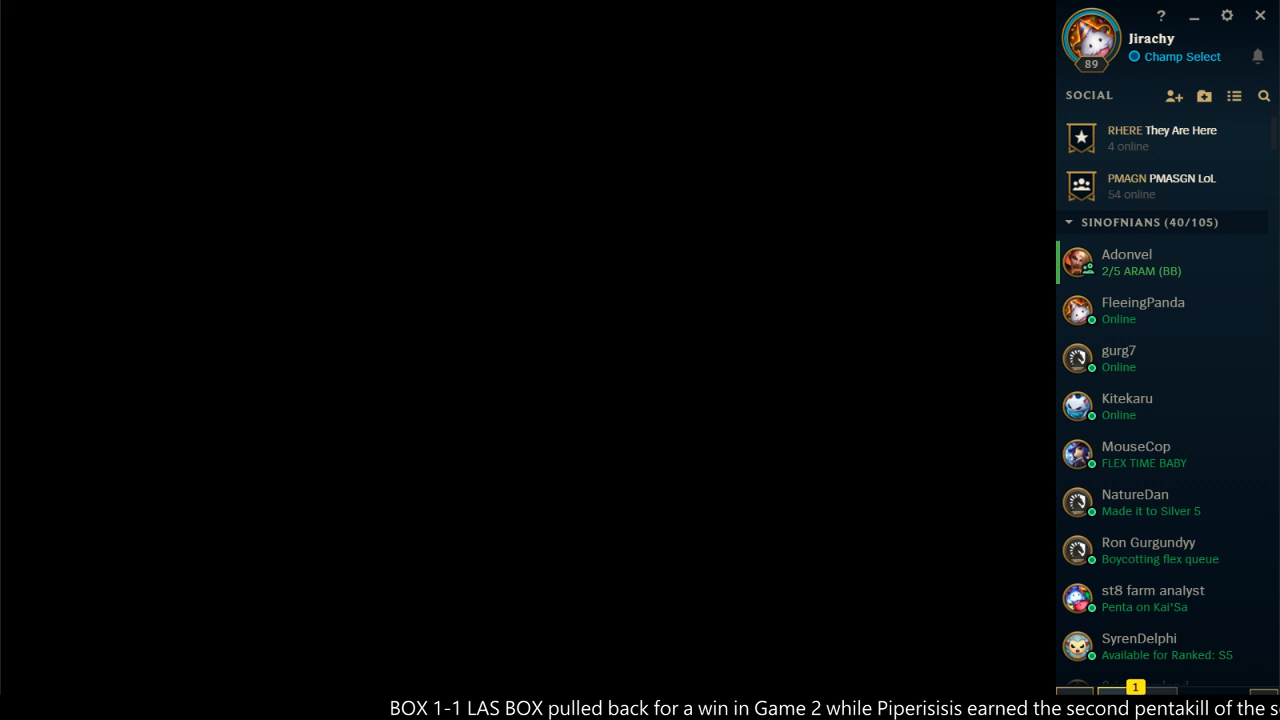 ?
Jirachy
89
Champ Select
SOCIAL
RHERE They Are Here
4 online
PMAGN PMASGN LoL
54 online
SINOFNIANS (40/105)
Adonvel
2/5 ARAM (BB)
FleeingPanda
Online
gurg7
Online
Kitekaru
Online
MouseCop
FLEX TIME BABY
NatureDan
Made it to Silver 5
Ron Gurgundyy
Boycotting flex queue
st8 farm analyst
Penta on Kai'Sa
SyrenDelphi
Available for Ranked: S5
1
BOX 1-1 LAS BOX pulled back for a win in Game 2 while Piperisisis earned the second pentakill of the s